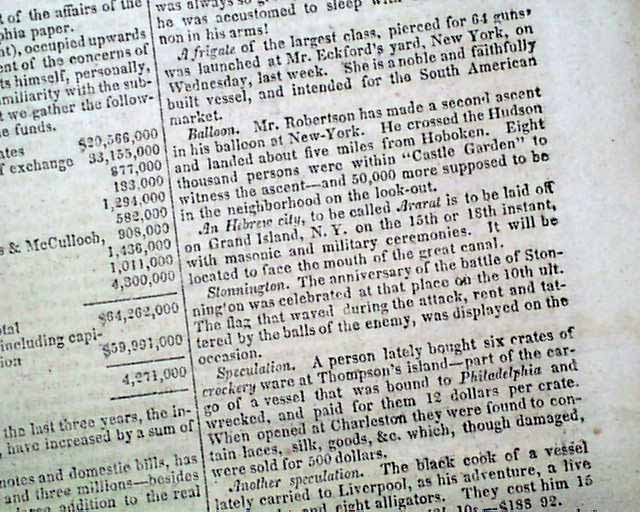 t of the affairs of the
phia paper.
nt), occupied upwards
ent of the concerns of
ts himself, personally,
miliarity with the sub-
t we gather the follow-
e funds.
ates $20,566,000
f exchange 33,155,000
877,000
183,000
1,294,000
582,000
s & McCulloch, 908,000
1,436,000
1,011,000
4,300,000
otal $64,262,000
including capi-
ion $59,991,000
4,271,000
the last three years, the in-
, have increased by a sum of
notes and domestic bills, has
and three millions—besides
large addition to the real
was always so
he was accustomed to sleep with
non in his arms!
A frigate of the largest class, pierced for 64 guns,
was launched at Mr. Eckford's yard, New York, on
Wednesday, last week. She is a noble and faithfully
built vessel, and intended for the South American
market.
Balloon. Mr. Robertson has made a second ascent
in his balloon at New-York. He crossed the Hudson
and landed about five miles from Hoboken. Eight
thousand persons were within "Castle Garden" to
witness the ascent—and 50,000 more supposed to be
in the neighborhood on the look-out.
An Hebrew city, to be called Ararat is to be laid off
on Grand Island, N. Y. on the 15th or 18th instant,
with masonic and military ceremonies. It will be
located to face the mouth of the great canal.
Stonnington. The anniversary of the battle of Ston-
nington was celebrated at that place on the 10th ult.
The flag that waved during the attack, rent and tat-
tered by the balls of the enemy, was displayed on the
occasion.
Speculation. A person lately bought six crates of
crockery ware at Thompson's island—part of the car-
go of a vessel that was bound to Philadelphia and
wrecked, and paid for them 12 dollars per crate.
When opened at Charleston they were found to con-
tain laces, silk, goods, &c. which, though damaged,
were sold for 500 dollars.
Another speculation. The black cook of a vessel
lately carried to Liverpool, as his adventure, a live
and eight alligators. They cost him 15
10s—$188 92.